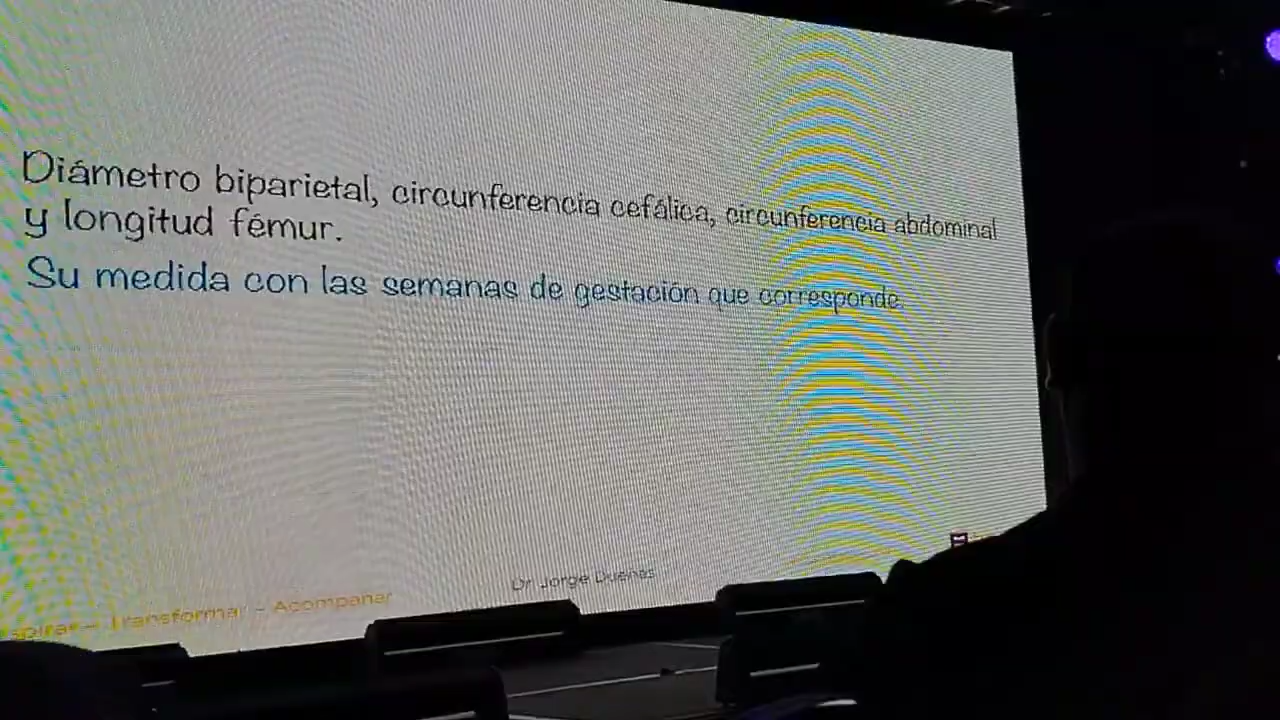 Diámetro biparietal, circunferencia cefálica, circunferencia abdominal
y longitud fémur.
Su medida con las semanas de gestación que corresponde.
Dr Jorge Dueñas
Transformar - Acompañar